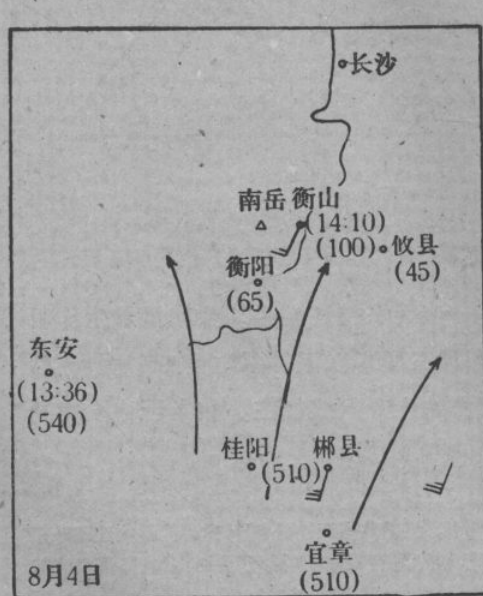 长沙
南岳 衡山
(14:10)
(100)
攸县
(45)
衡阳
(65)
东安
(13:36)
(540)
桂阳
(510)
郴县
宜章
(510)
8月4日